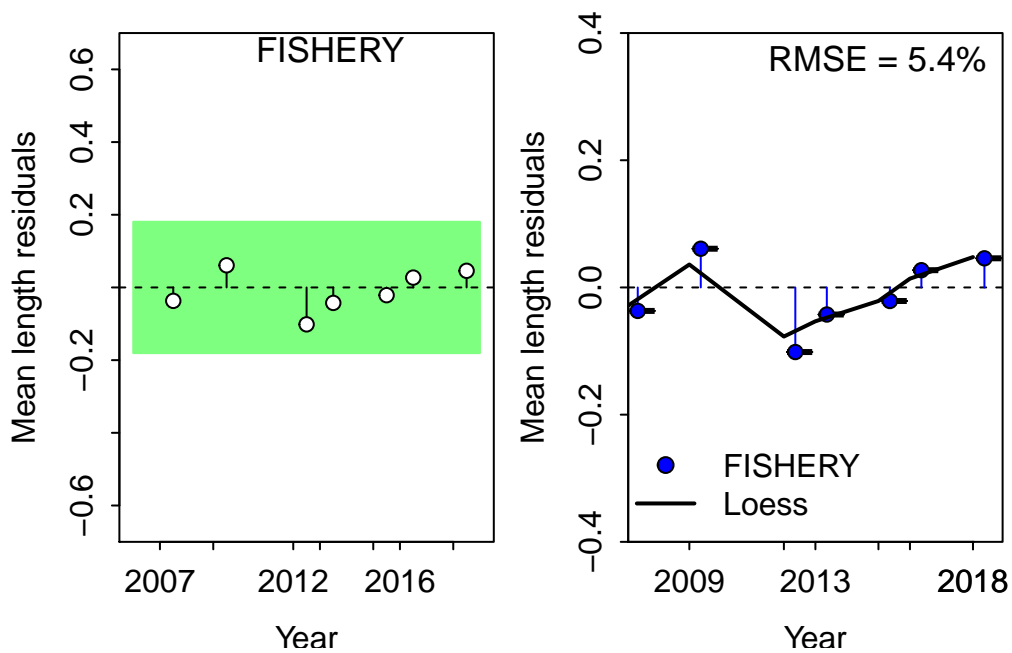 FISHERY
Mean length residuals
0.6
0.4
0.2
−0.2
−0.6
2007
2012
2016
Year
RMSE = 5.4%
Mean length residuals
0.4
0.2
0.0
−0.2
−0.4
FISHERY
Loess
2009
2013
2018
Year